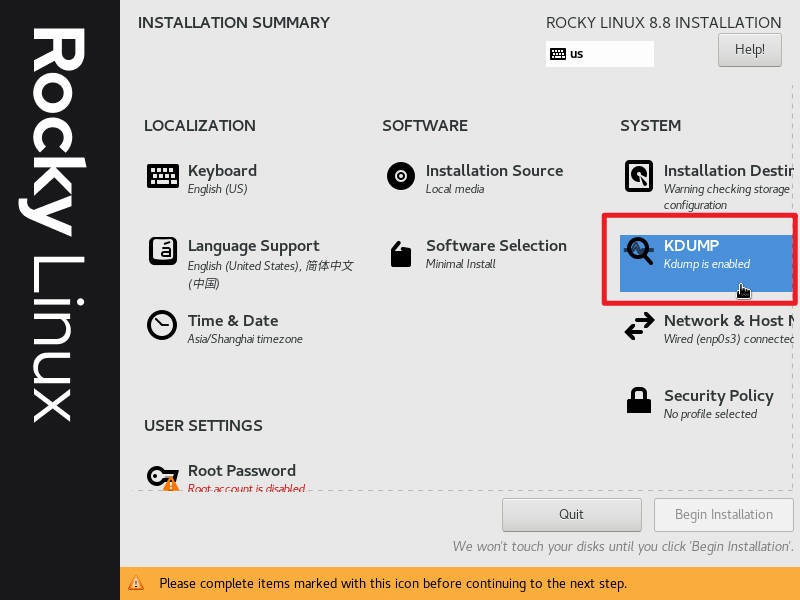 Rocky Linux
INSTALLATION SUMMARY
ROCKY LINUX 8.8 INSTALLATION
us
Help!
LOCALIZATION
Keyboard
English (US)
Language Support
English (United States), 简体中文
(中国)
Time & Date
Asia/Shanghai timezone
SOFTWARE
Installation Source
Local media
Software Selection
Minimal Install
SYSTEM
Installation Destin
Warning checking storage
configuration
KDUMP
Kdump is enabled
Network & Host N
Wired (enp0s3) connected
Security Policy
No profile selected
USER SETTINGS
Root Password
Root account is disabled
Quit
Begin Installation
We won't touch your disks until you click 'Begin Installation'.
Please complete items marked with this icon before continuing to the next step.